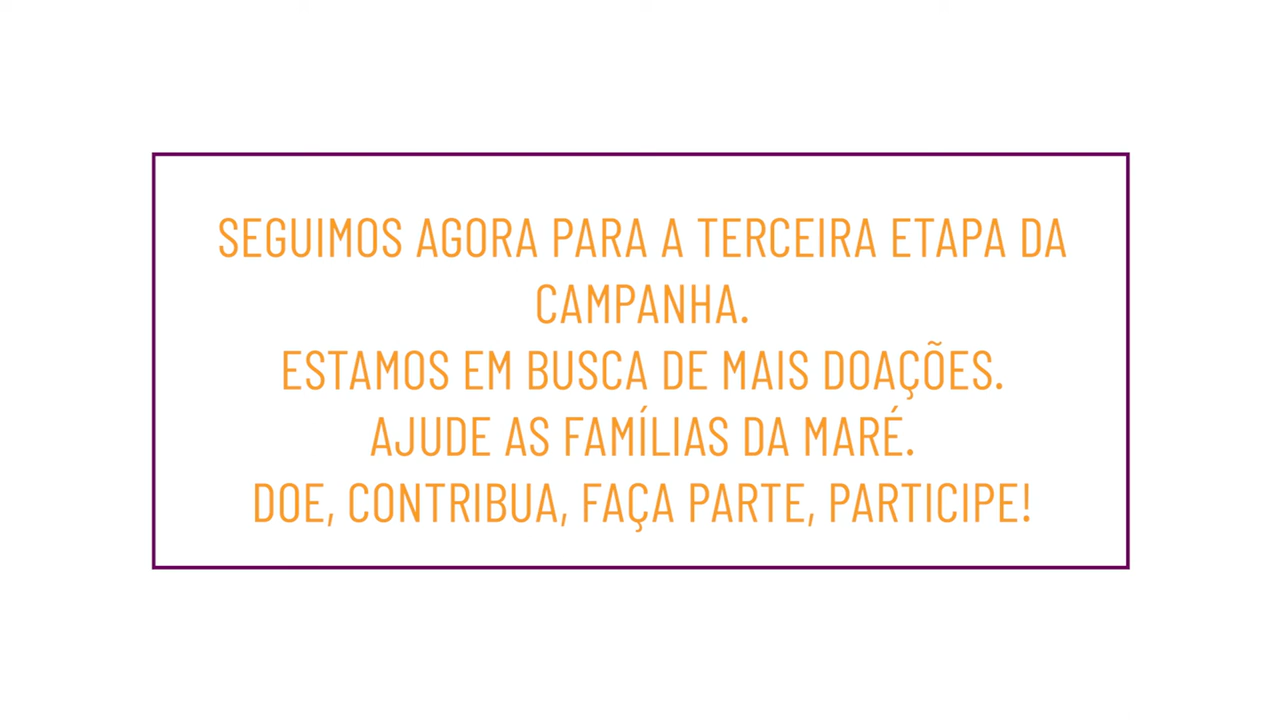 SEGUIMOS AGORA PARA A TERCEIRA ETAPA DA
CAMPANHA.
ESTAMOS EM BUSCA DE MAIS DOAÇÕES.
AJUDE AS FAMÍLIAS DA MARÉ.
DOE, CONTRIBUA, FAÇA PARTE, PARTICIPE!